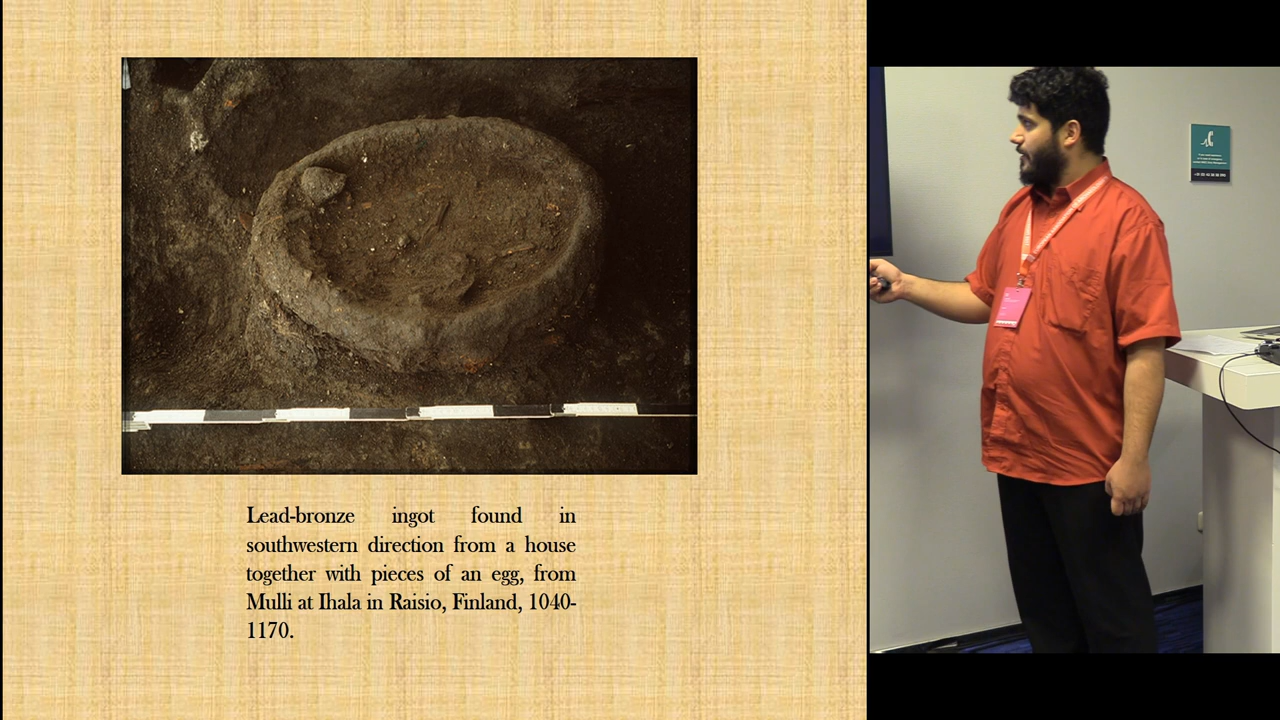 Lead-bronze ingot found in
southwestern direction from a house
together with pieces of an egg, from
Mulli at Ihala in Raisio, Finland, 1040-
1170.